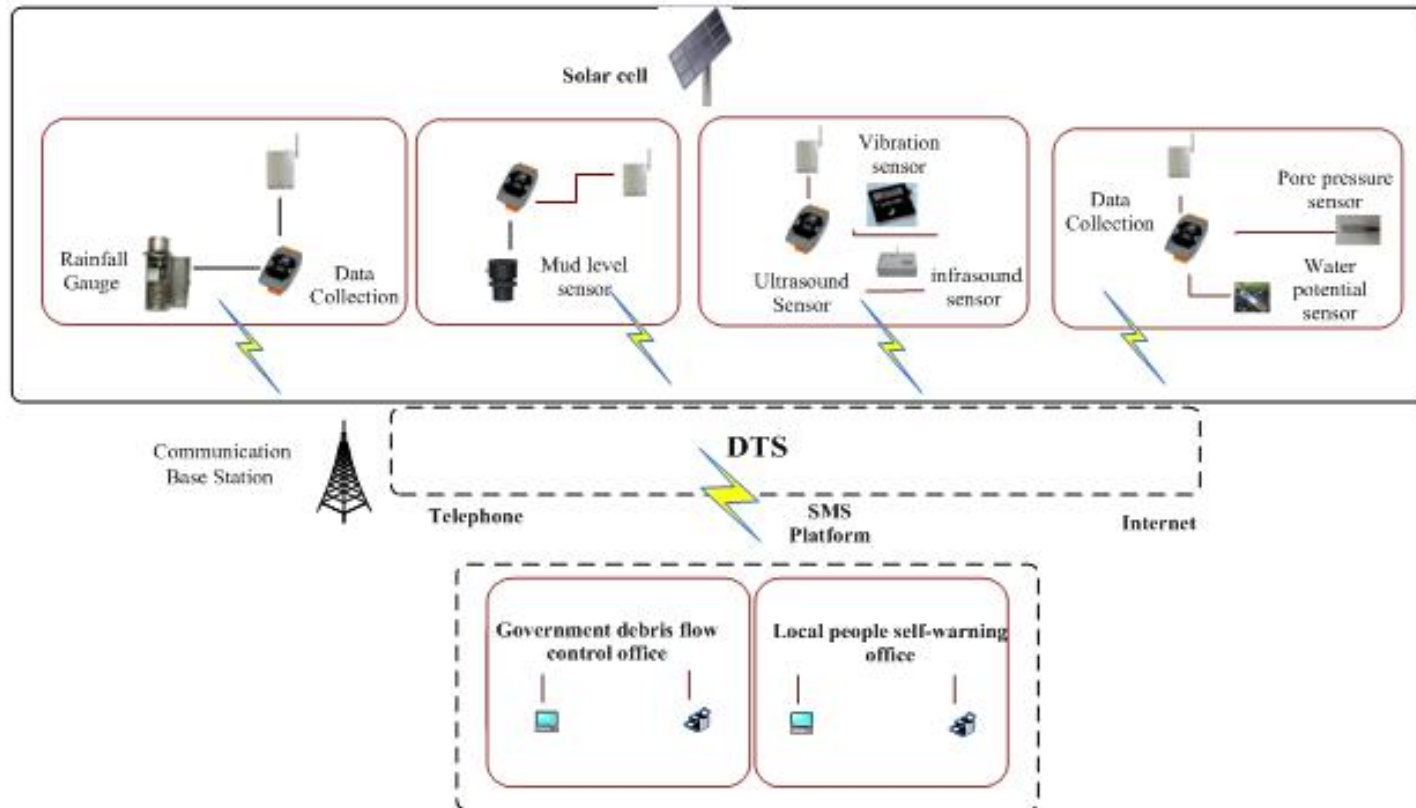 Solar cell
Rainfall
Gauge
Data
Collection
Mud level
sensor
Vibration
sensor
Ultrasound
Sensor
infrasound
sensor
Data
Collection
Pore pressure
sensor
Water
potential
sensor
Communication
Base Station
DTS
Telephone
SMS
Platform
Internet
Government debris flow
control office
Local people self-warning
office